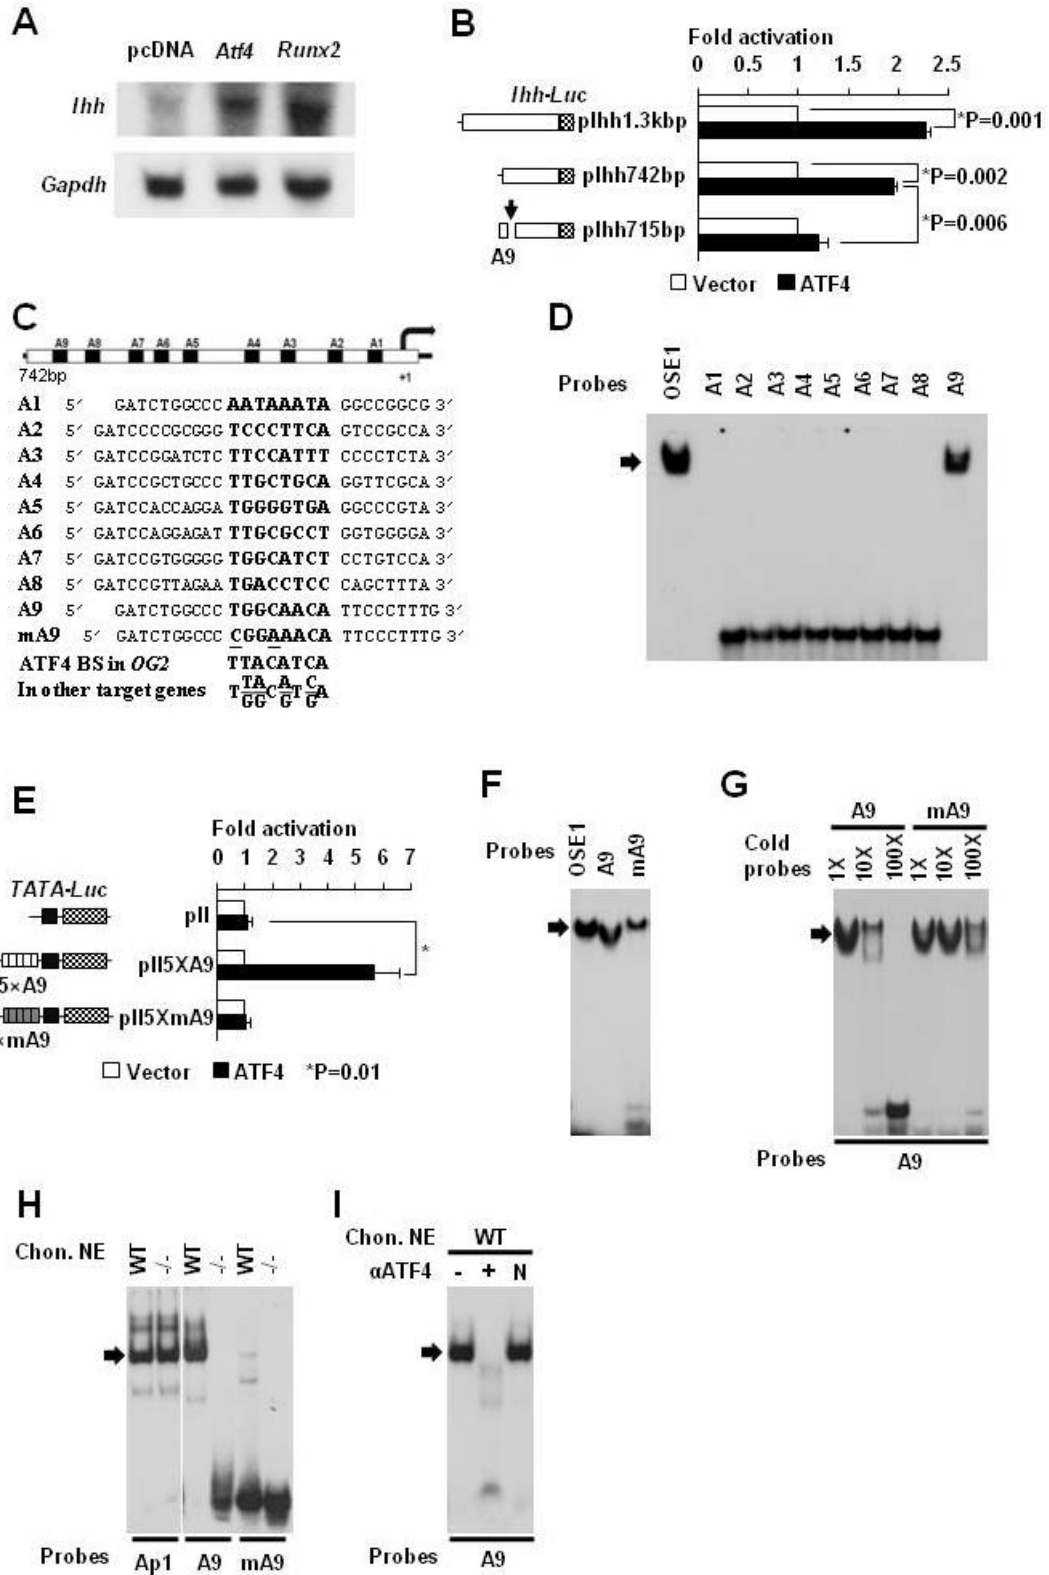 A
pcDNA Atf4 Runx2
Ihh
Gapdh
B
Fold activation
0 0.5 1 1.5 2 2.5
Ihh-Luc
pIhh1.3kbp
*P=0.001
pIhh742bp
*P=0.002
pIhh715bp
*P=0.006
A9
Vector ATF4
C
A9 A8 A7 A6 A5 A4 A3 A2 A1
742bp
+1
A1 5′ GATCTGGCCC AATAAATA GGCCGGCG 3′
A2 5′ GATCCCCGCGGG TCCCTTCA GTCCGCCA 3′
A3 5′ GATCCGGATCTC TTCCATTT CCCCTCTA 3′
A4 5′ GATCCGCTGCCC TTGCTGCA GGTTCGCA 3′
A5 5′ GATCCACCAGGA TGGGGTGA GGCCCGTA 3′
A6 5′ GATCCAGGAGAT TTGCGCCT GGTGGGGA 3′
A7 5′ GATCCGTGGGGG TGGCATCT CCTGTCCA 3′
A8 5′ GATCCGTTAGAA TGACCTCC CAGCTTTA 3′
A9 5′ GATCTGGCCC TGGCAACA TTCCCTTTG 3′
mA9 5′ GATCTGGCCC CGGAAACA TTCCCTTTG 3′
ATF4 BS in OG2 TTACATCA
TA A C
In other target genes T C T A
GG G G
D
Probes OSE1 A1 A2 A3 A4 A5 A6 A7 A8 A9
E
Fold activation
0 1 2 3 4 5 6 7
TATA-Luc
pII
*
pII5XA9
5×A9
pII5XmA9
×mA9
Vector ATF4 *P=0.01
F
Probes OSE1 A9 mA9
G
A9 mA9
Cold probes 1X 10X 100X 1X 10X 100X
Probes A9
H
Chon. NE WT -/- WT -/- WT -/-
Probes Ap1 A9 mA9
I
Chon. NE WT
αATF4 - + N
Probes A9